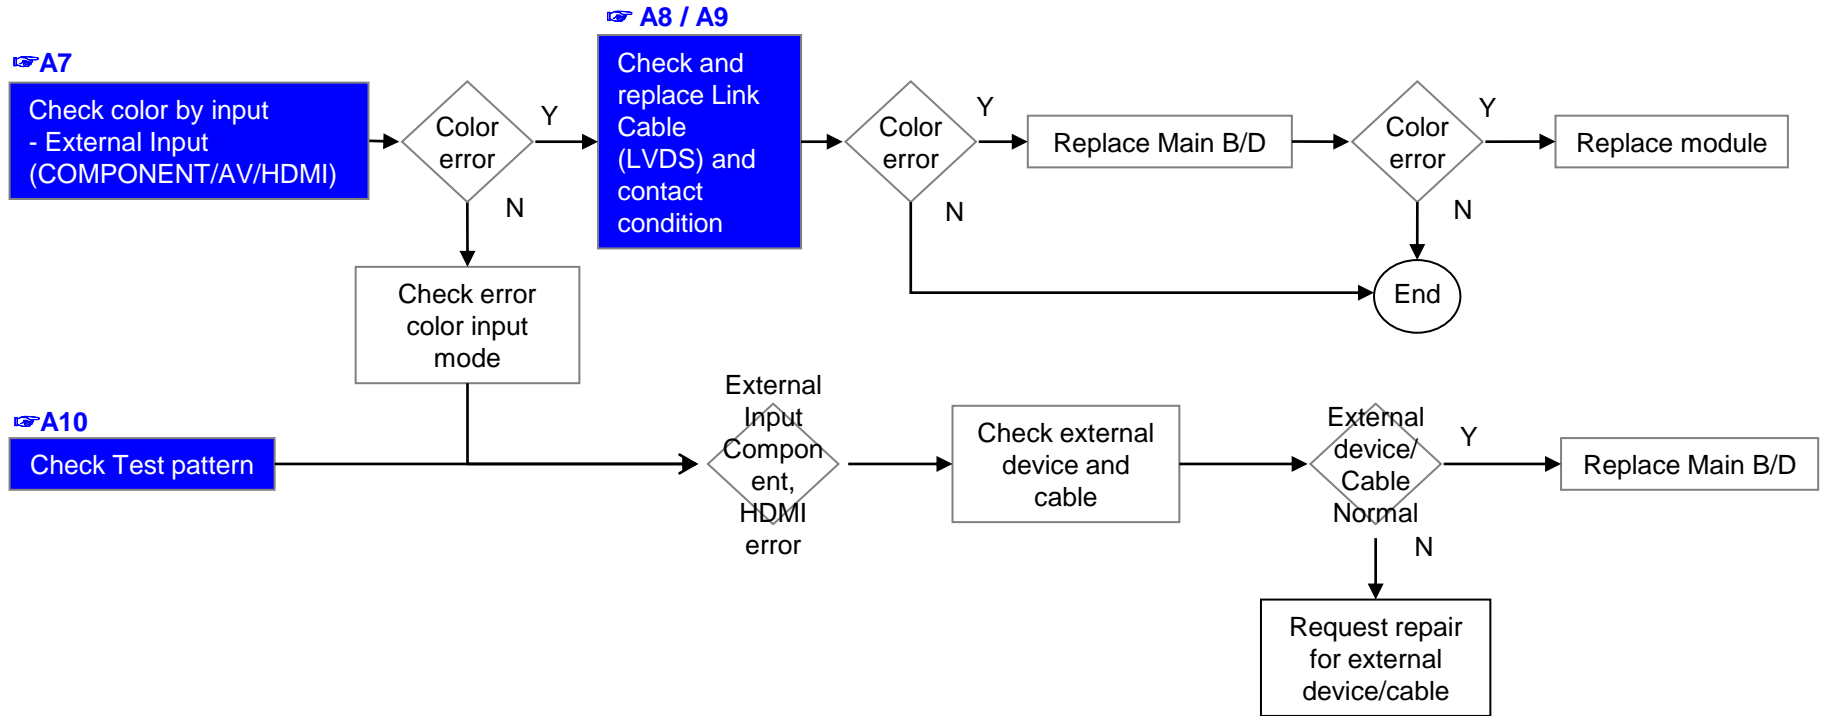 ☞ A8 / A9
☞A7
Check color by input
- External Input
(COMPONENT/AV/HDMI)
Color
error
Y
N
Check and
replace Link
Cable
(LVDS) and
contact
condition
Color
error
Y
N
Replace Main B/D
Color
error
Y
N
Replace module
End
Check error
color input
mode
☞A10
Check Test pattern
External
Input
Compon
ent,
HDMI
error
Check external
device and
cable
External
device/
Cable
Normal
Y
N
Replace Main B/D
Request repair
for external
device/cable